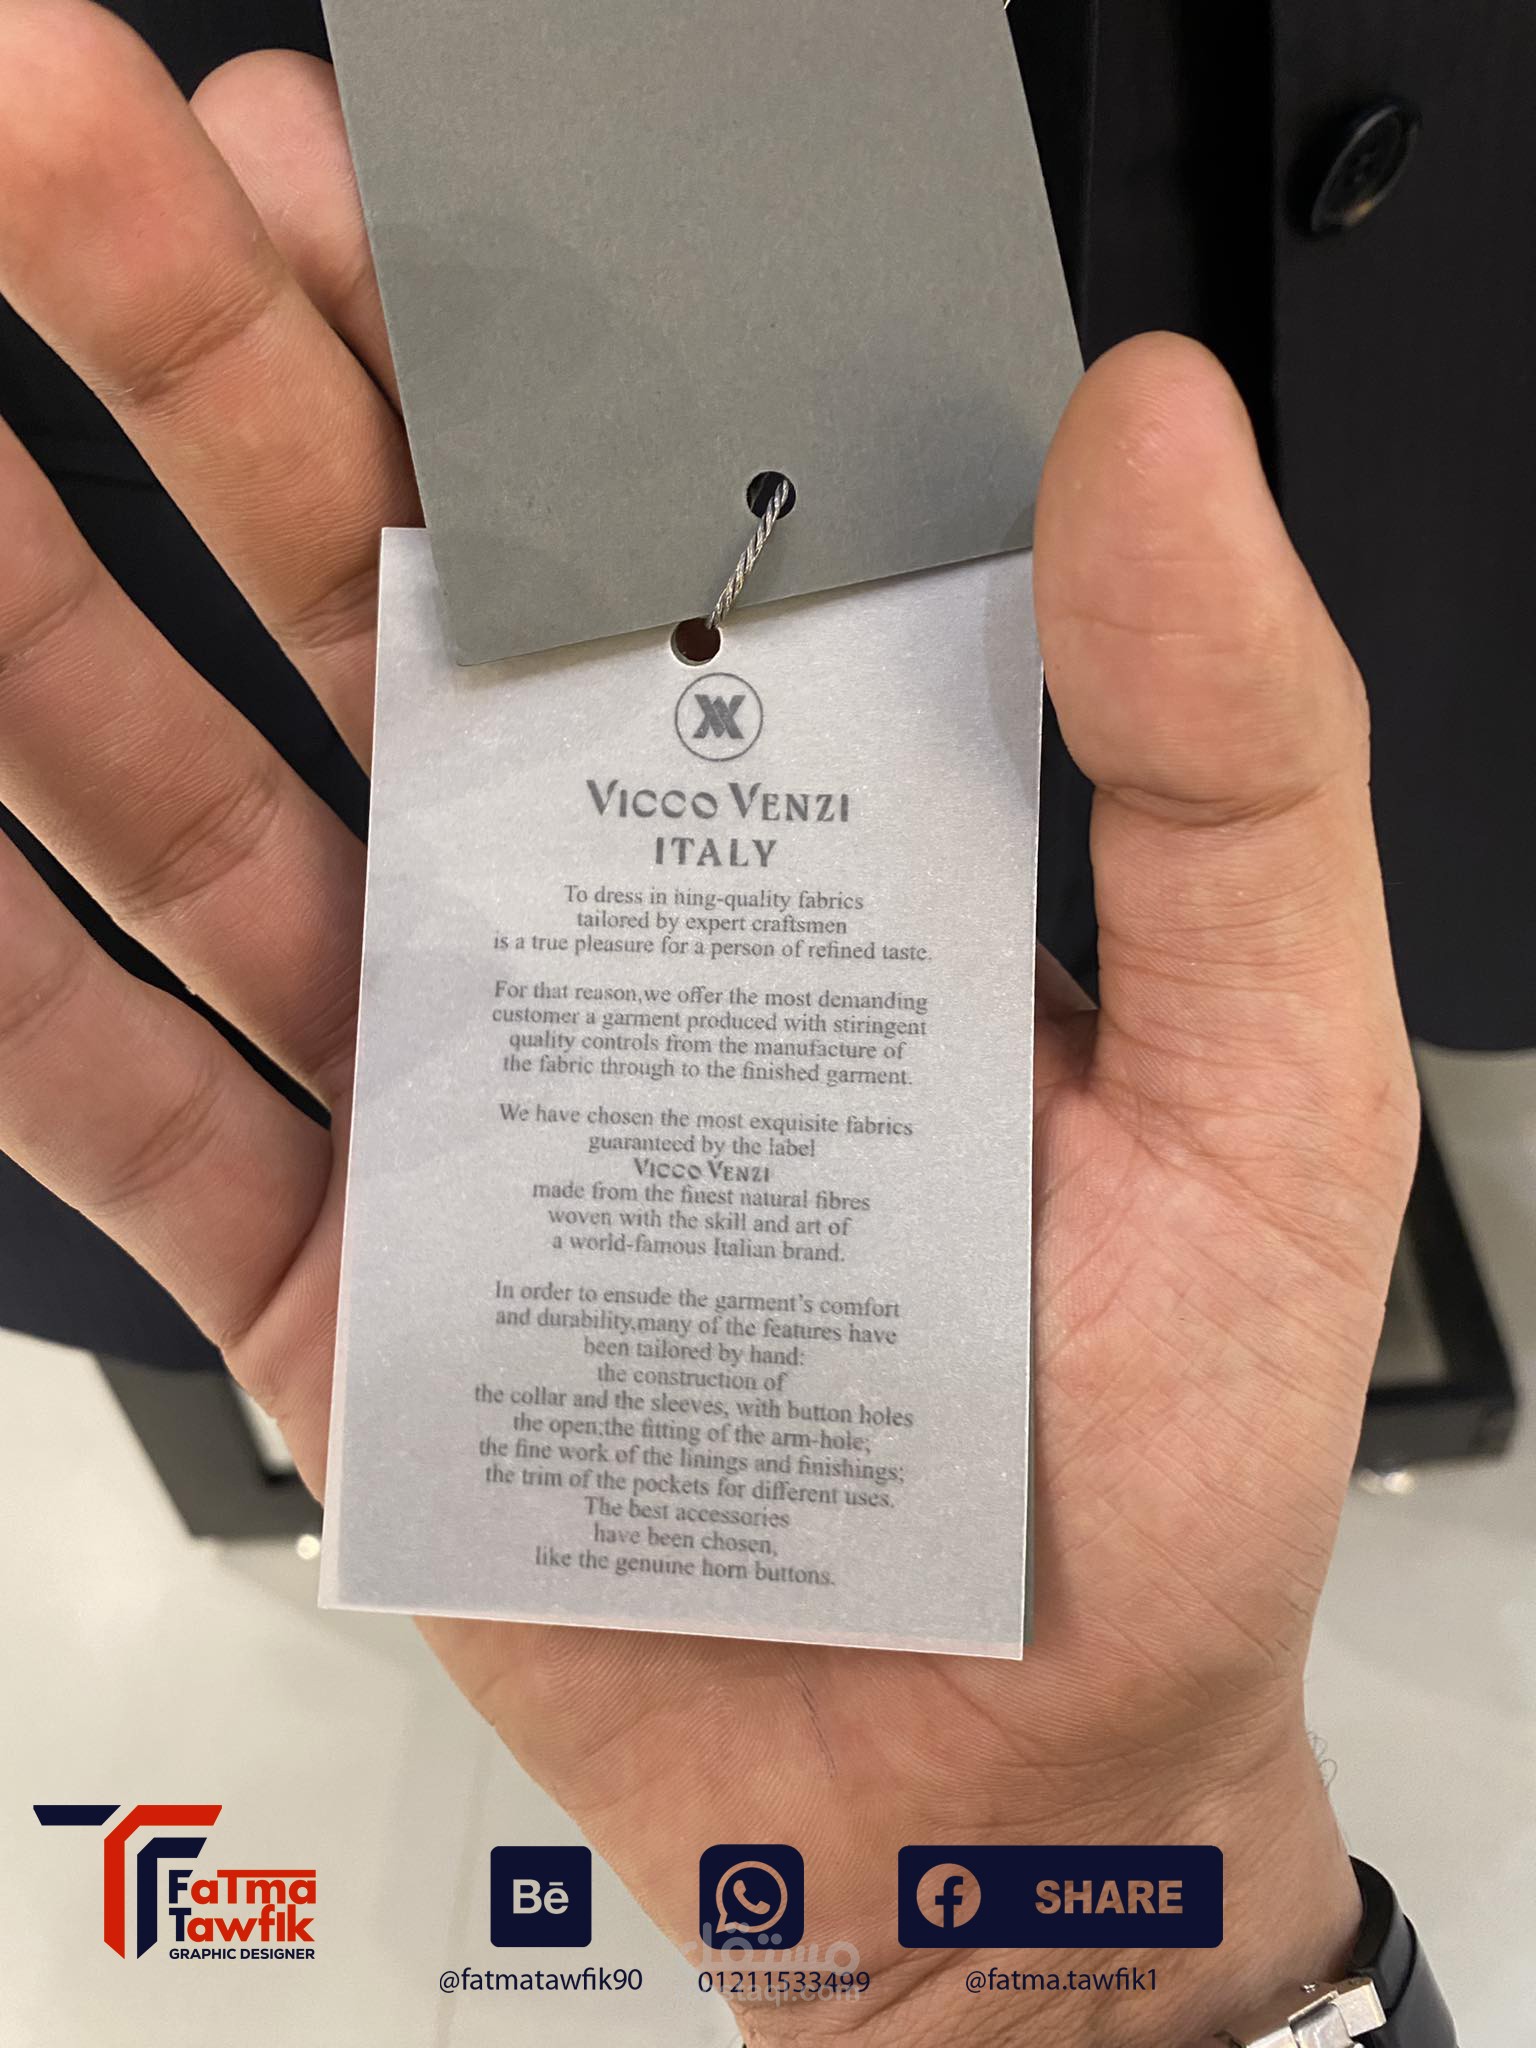 VICCO VENZI
ITALY
To dress in hing-quality fabrics
tailored by expert craftsmen
is a true pleasure for a person of refined taste.
For that reason,we offer the most demanding
customer a garment produced with stiringent
quality controls from the manufacture of
the fabric through to the finished garment.
We have chosen the most exquisite fabrics
guaranteed by the label
VICCO VENZI
made from the finest natural fibres
woven with the skill and art of
a world-famous Italian brand.
In order to ensude the garment's comfort
and durability,many of the features have
been tailored by hand:
the construction of
the collar and the sleeves, with button holes
the open;the fitting of the arm-hole;
the fine work of the linings and finishings;
the trim of the pockets for different uses.
The best accessories
have been chosen,
like the genuine horn buttons.
FaTma
Tawfik
GRAPHIC DESIGNER
Bē
SHARE
@fatmatawfik90
01211533499
@fatma.tawfik1
مستقل